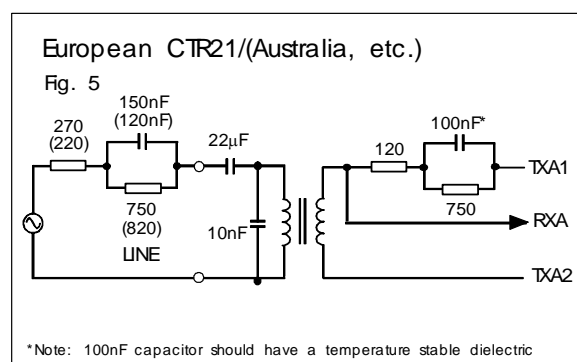 European CTR21/(Australia, etc.)
Fig. 5
150nF
(120nF)
270
(220)
22µF
100nF*
120
TXA1
750
(820)
LINE
10nF
750
RXA
TXA2
*Note: 100nF capacitor should have a temperature stable dielectric